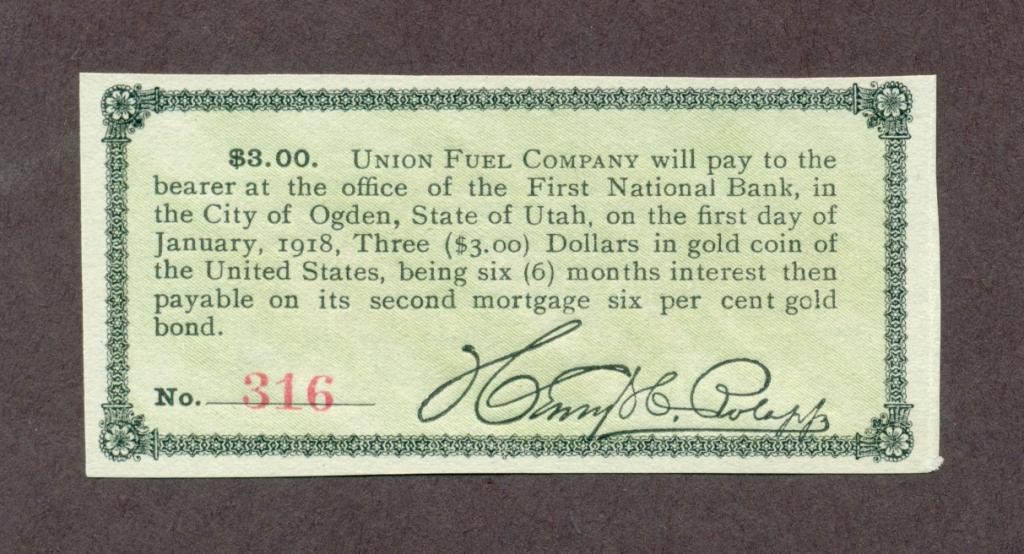 $3.00. UNION FUEL COMPANY will pay to the
bearer at the office of the First National Bank, in
the City of Ogden, State of Utah, on the first day of
January, 1918, Three ($3.00) Dollars in gold coin of
the United States, being six (6) months interest then
payable on its second mortgage six per cent gold
bond.
No. 316
Henry H. Rolapp